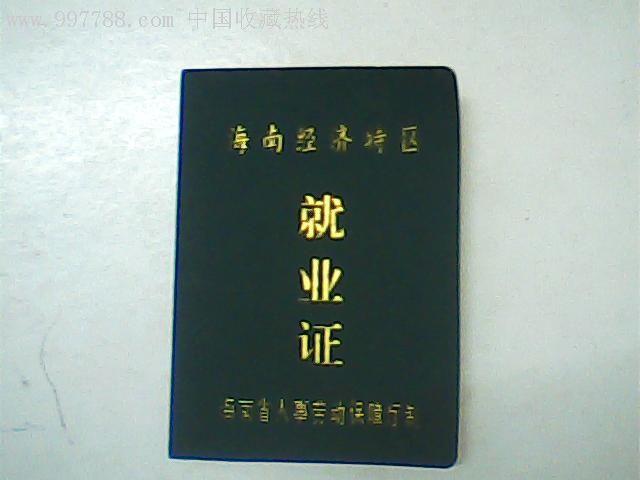 www.997788.com 中国收藏热线
海南经济特区
就
业
证
海南省人事劳动保障厅制